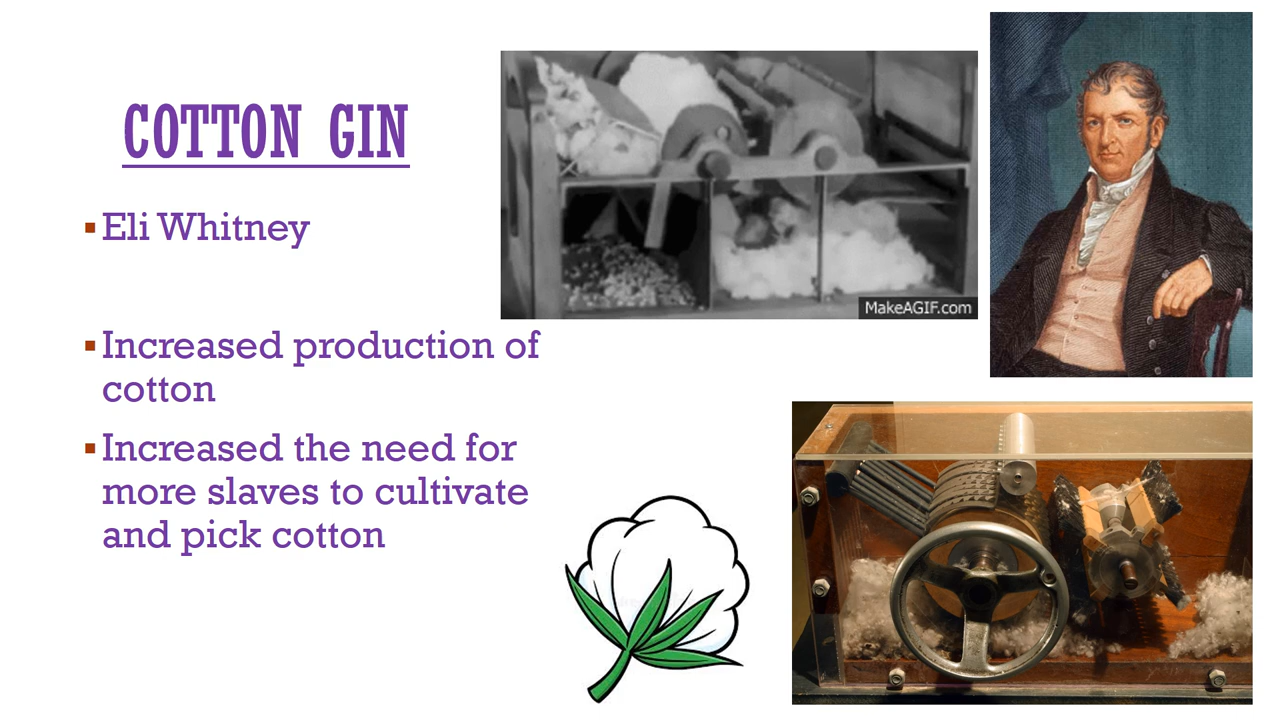 COTTON GIN
▪Eli Whitney
▪Increased production of
cotton
▪Increased the need for
more slaves to cultivate
and pick cotton
MakeAGIF.com